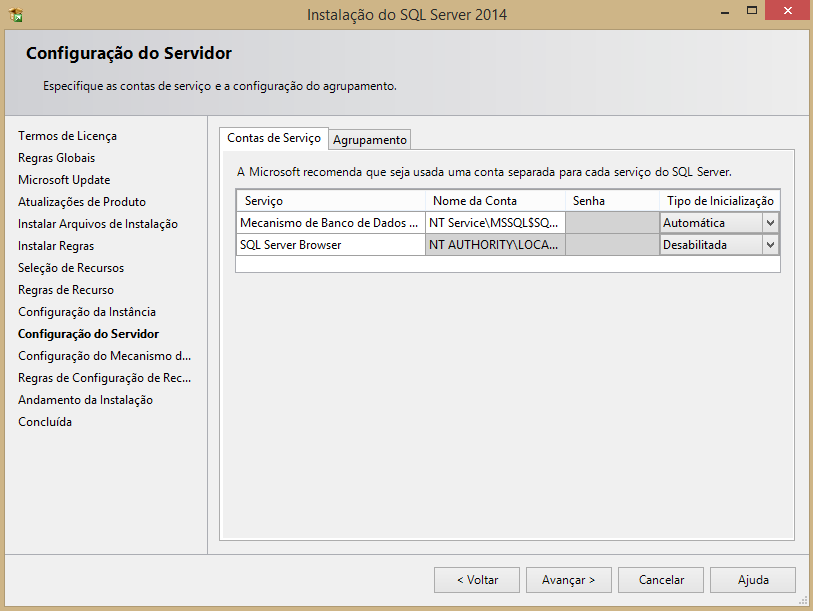 Instalação do SQL Server 2014
Configuração do Servidor
Especifique as contas de serviço e a configuração do agrupamento.
Termos de Licença
Regras Globais
Microsoft Update
Atualizações de Produto
Instalar Arquivos de Instalação
Instalar Regras
Seleção de Recursos
Regras de Recurso
Configuração da Instância
Configuração do Servidor
Configuração do Mecanismo d...
Regras de Configuração de Rec...
Andamento da Instalação
Concluída
Contas de Serviço Agrupamento
A Microsoft recomenda que seja usada uma conta separada para cada serviço do SQL Server.
Serviço Nome da Conta Senha Tipo de Inicialização
Mecanismo de Banco de Dados ... NT Service\MSSQL$SQ... Automática
SQL Server Browser NT AUTHORITY\LOCA... Desabilitada
< Voltar Avançar > Cancelar Ajuda